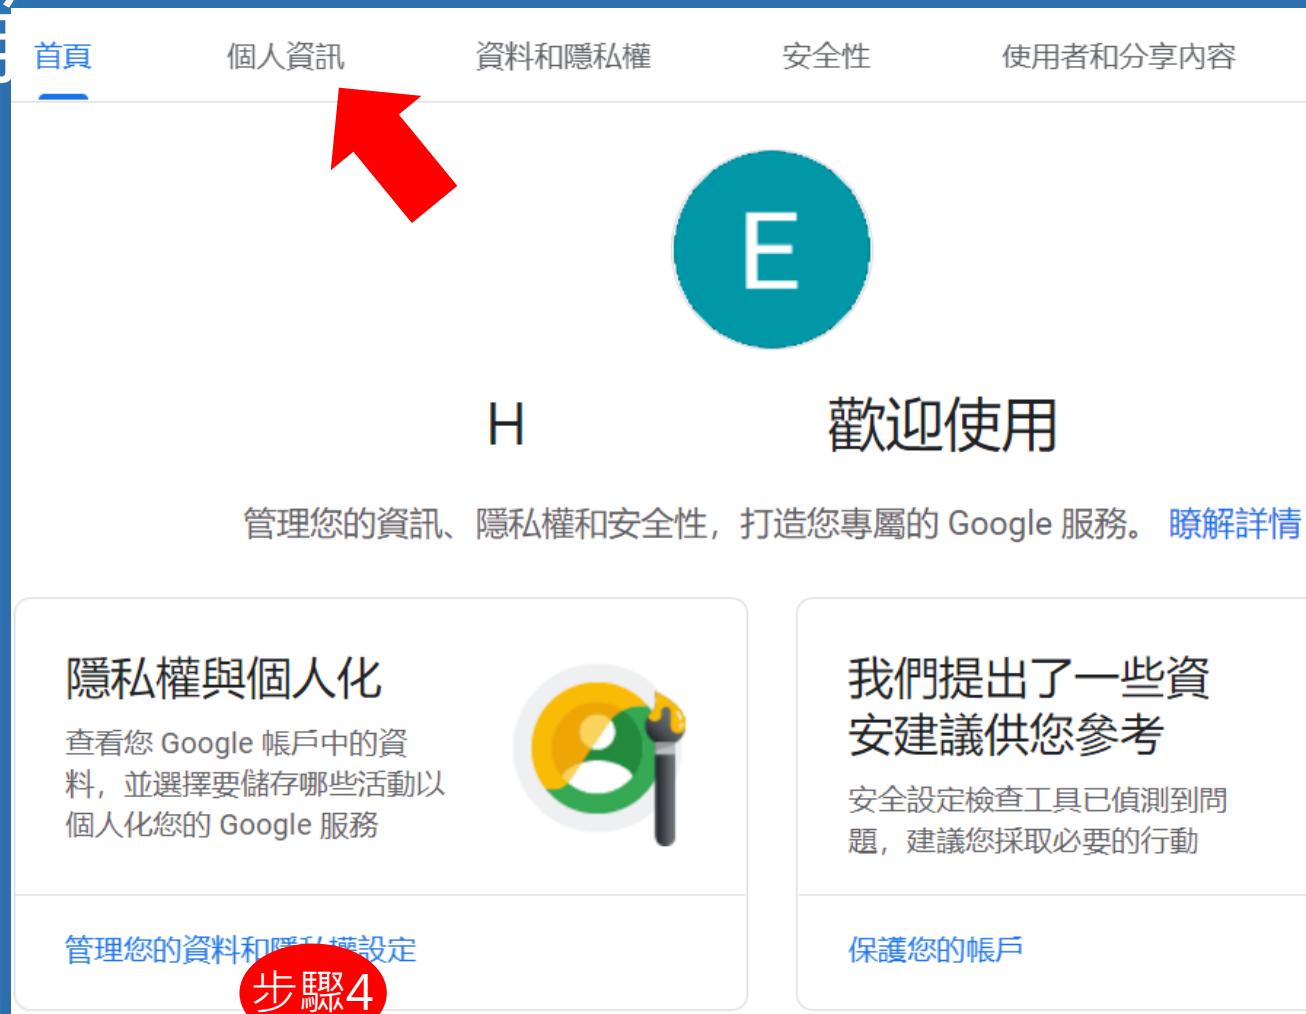 首頁 個人資訊 資料和隱私權 安全性 使用者和分享內容
E
H 歡迎使用
管理您的資訊、隱私權和安全性，打造您專屬的 Google 服務。 瞭解詳情
隱私權與個人化
查看您 Google 帳戶中的資
料，並選擇要儲存哪些活動以
個人化您的 Google 服務
管理您的資料和隱私權設定
步驟4
我們提出了一些資
安建議供您參考
安全設定檢查工具已偵測到問
題，建議您採取必要的行動
保護您的帳戶